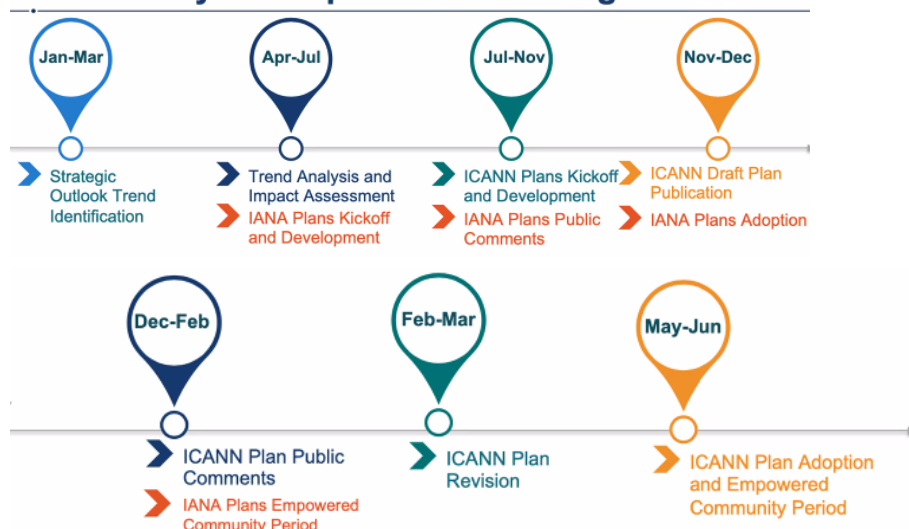 Jan-Mar
Apr-Jul
Jul-Nov
Nov-Dec
Strategic
Outlook Trend
Identification
Trend Analysis and
Impact Assessment
IANA Plans Kickoff
and Development
ICANN Plans Kickoff
and Development
IANA Plans Public
Comments
ICANN Draft Plan
Publication
IANA Plans Adoption
Dec-Feb
Feb-Mar
May-Jun
ICANN Plan Public
Comments
IANA Plans Empowered
Community Period
ICANN Plan
Revision
ICANN Plan Adoption
and Empowered
Community Period